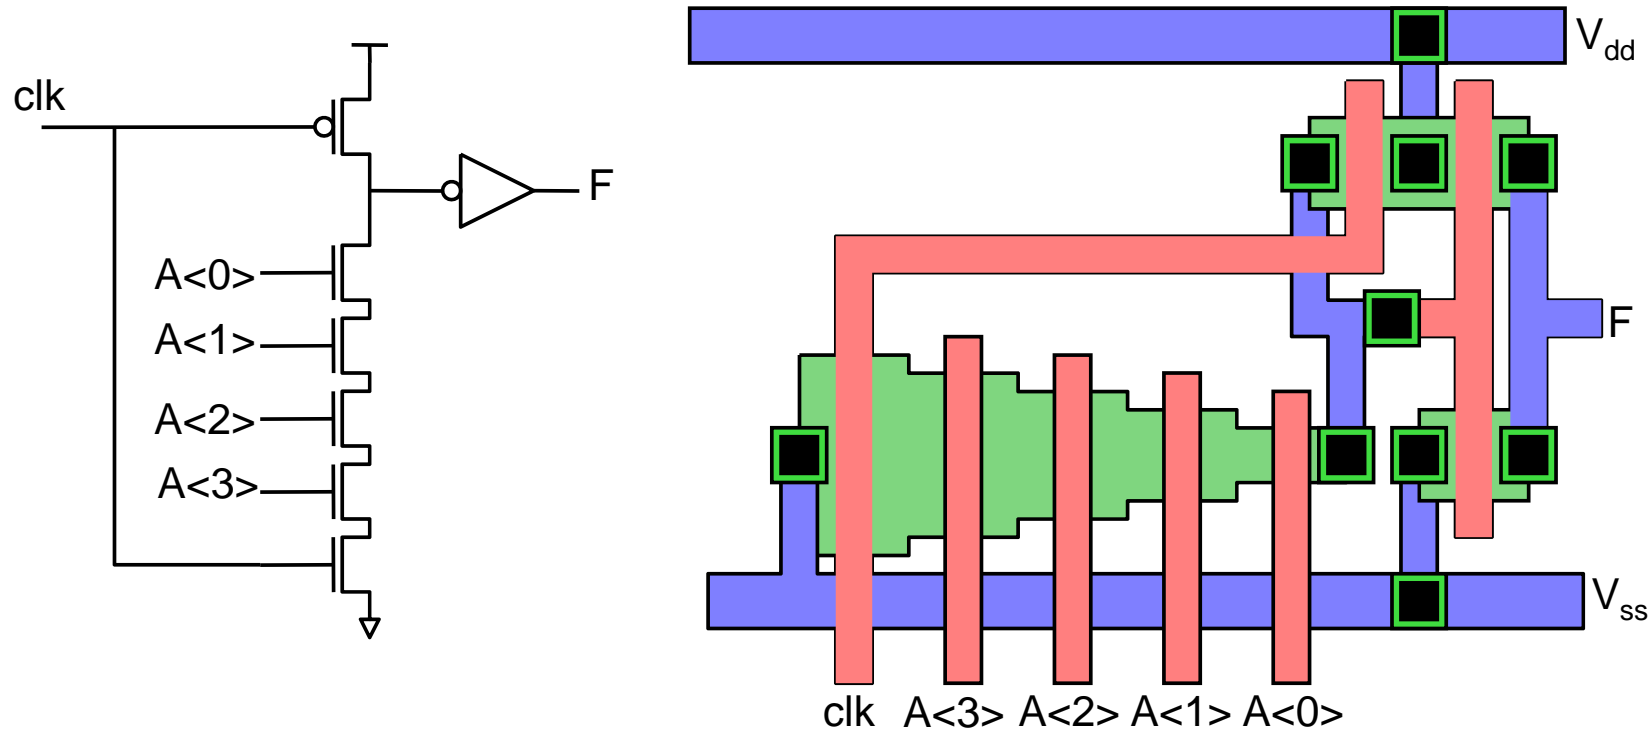 clk
F
A<0>
A<1>
A<2>
A<3>
Vdd
F
Vss
clk A<3> A<2> A<1> A<0>